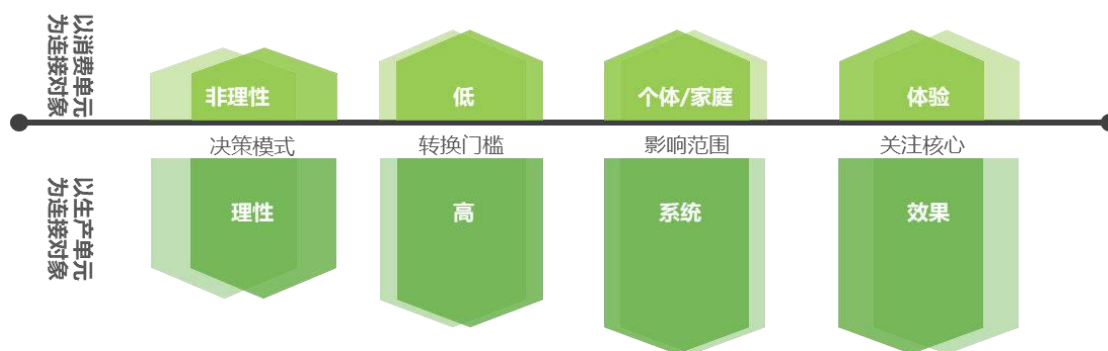 以消费单元
为连接对象
非理性
低
个体/家庭
体验
决策模式
转换门槛
影响范围
关注核心
以生产单元
为连接对象
理性
高
系统
效果